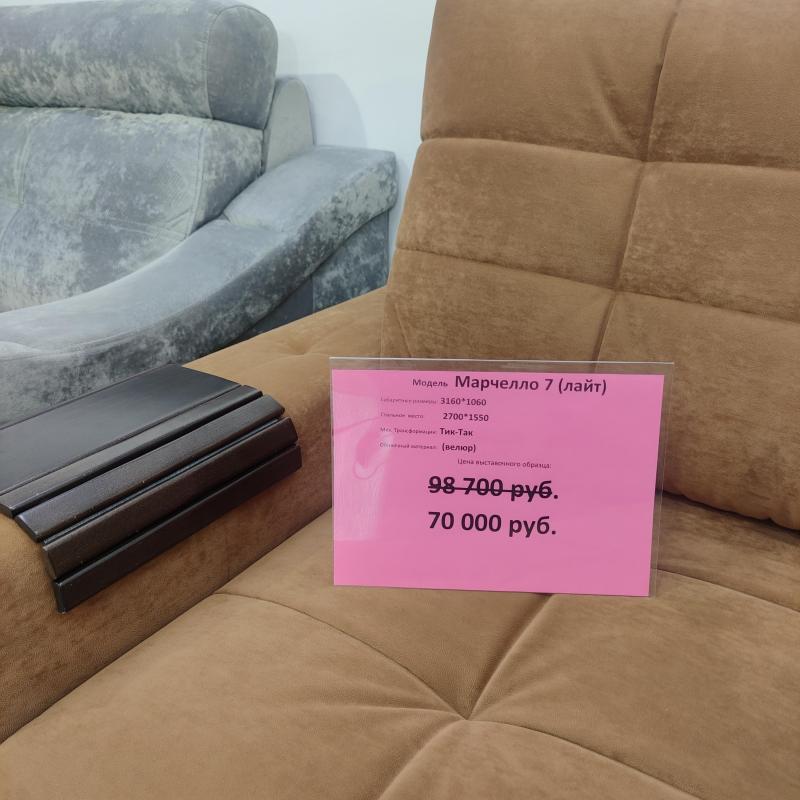 Модель Марчелло 7 (лайт)
Габаритные размеры: 3160*1060
Спальное место: 2700*1550
Мех. Трансформации: Тик-Так
Обивочный материал: (велюр)
Цена выставочного образца:
98 700 руб.
70 000 руб.